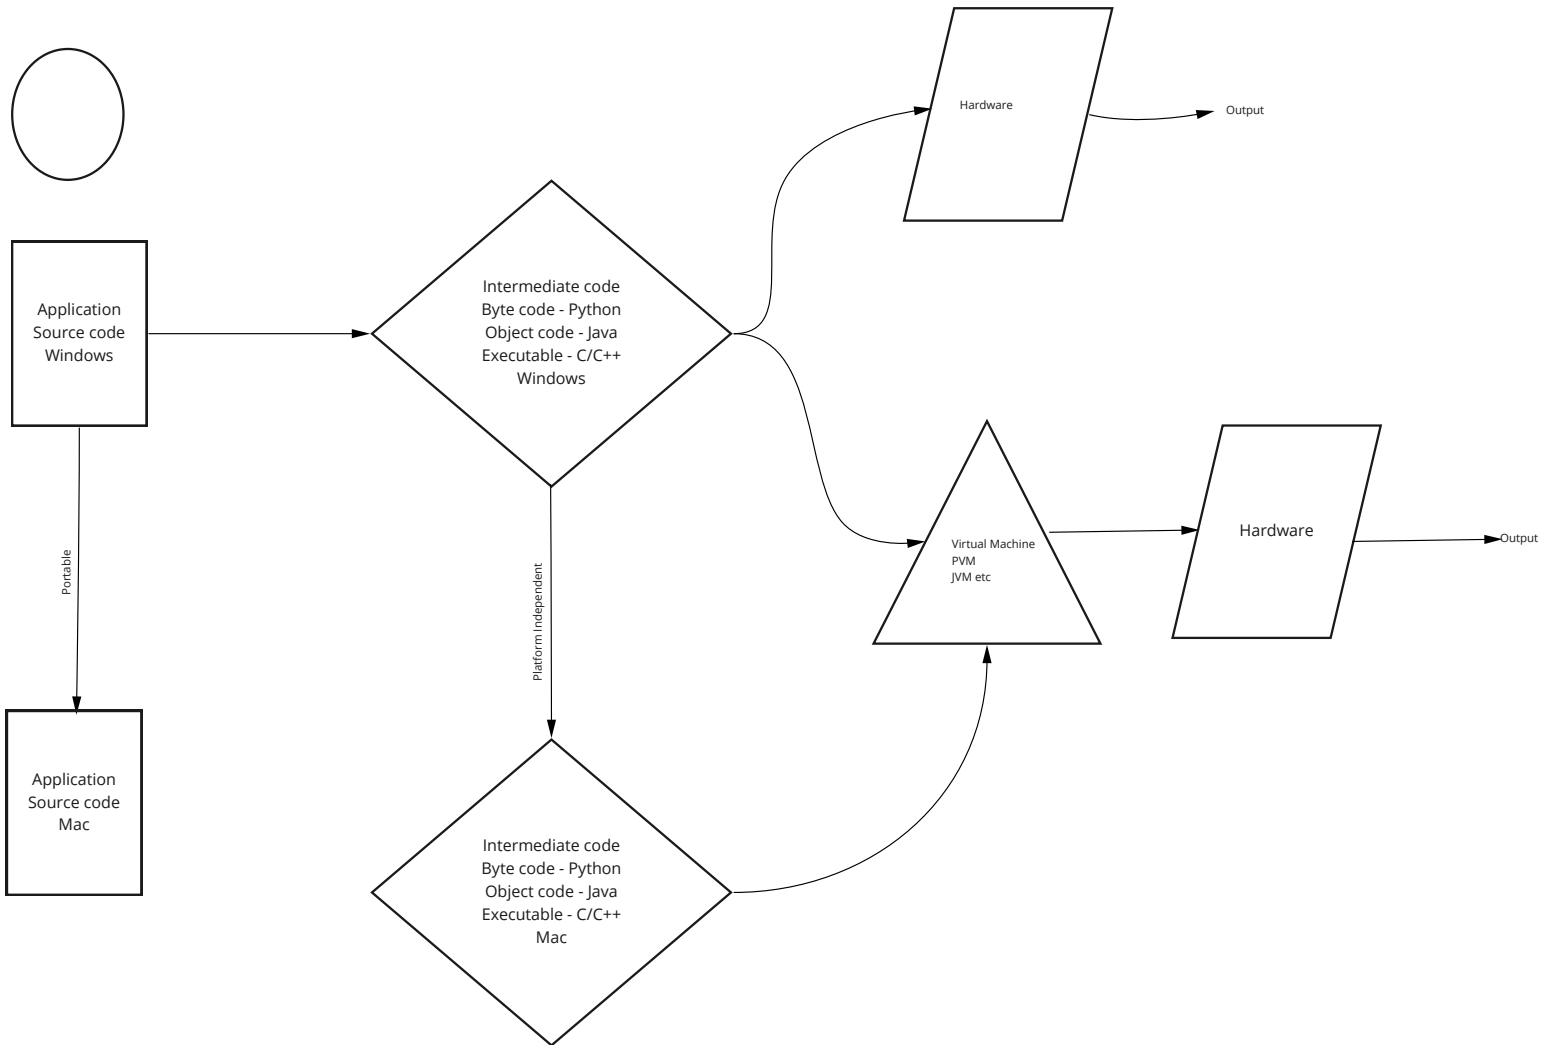 Hardware
Output
Application
Source code
Windows
Intermediate code
Byte code - Python
Object code - Java
Executable - C/C++
Windows
Portable
Platform Independent
Virtual Machine
PVM
JVM etc
Hardware
Output
Application
Source code
Mac
Intermediate code
Byte code - Python
Object code - Java
Executable - C/C++
Mac